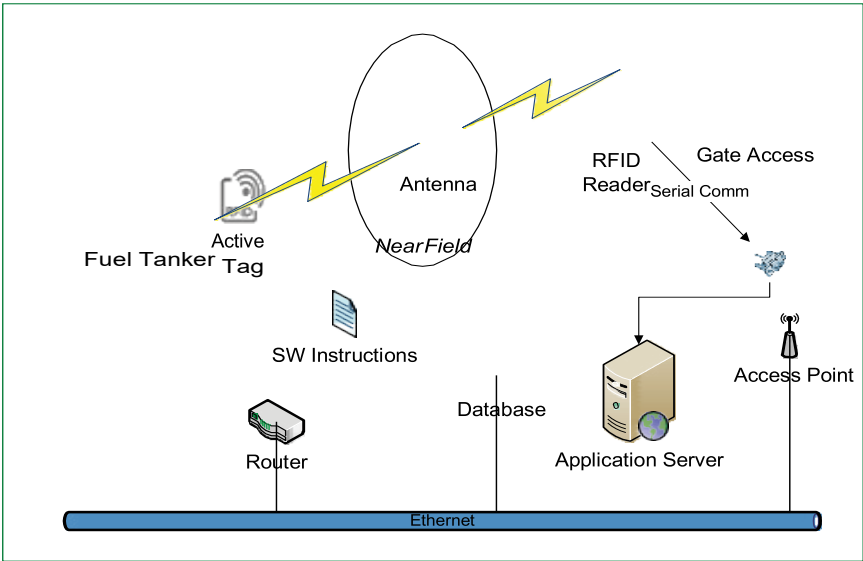 RFID
Reader
Gate Access
Serial Comm
Antenna
NearField
Active
Tag
Fuel Tanker
SW Instructions
Access Point
Database
Router
Application Server
Ethernet